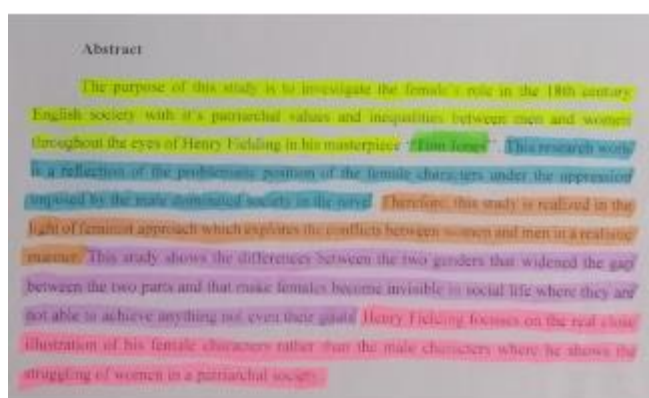 Abstract
The purpose of this study is to investigate the female's role in the 18th century
English society with it's patriarchal values and inequalities between men and women
throughout the eyes of Henry Fielding in his masterpiece "Tom Jones". This research work
is a reflection of the problematic position of the female characters under the oppression
imposed by the male dominated society in the novel. Therefore, this study is realized in the
light of feminist approach which explores the conflicts between women and men in a realistic
manner. This study shows the differences between the two genders that widened the gap
between the two parts and that make females become invisible in social life where they are
not able to achieve anything not even their goals. Henry Fielding focuses on the real close
illustration of his female characters rather than the male characters where he shows the
struggling of women in a patriarchal society.